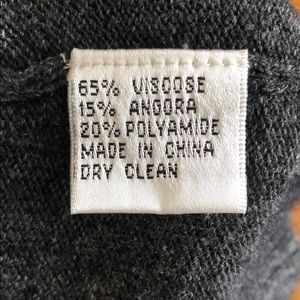 65% VISCOSE
15% ANGORA
20% POLYAMIDE
MADE IN CHINA
DRY CLEAN